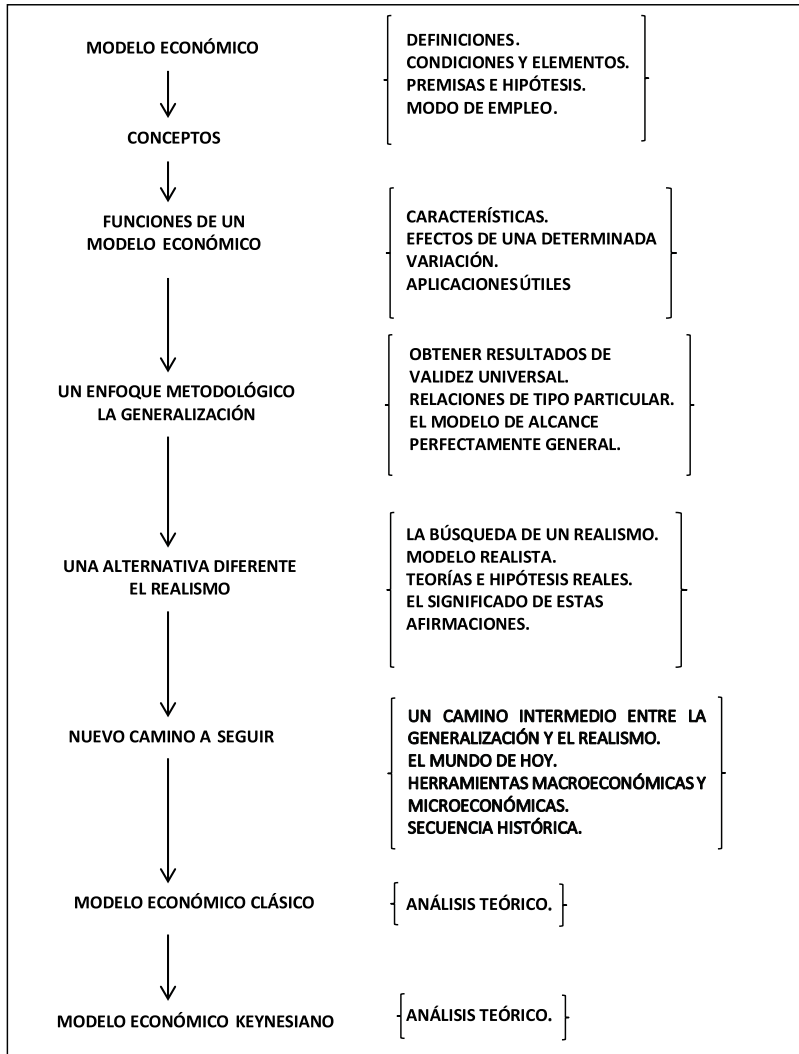 MODELO ECONÓMICO
DEFINICIONES.
CONDICIONES Y ELEMENTOS.
PREMISAS E HIPÓTESIS.
MODO DE EMPLEO.
CONCEPTOS
FUNCIONES DE UN
MODELO ECONÓMICO
CARACTERÍSTÍCAS.
EFECTOS DE UNA DETERMINADA
VARIACIÓN.
APLICACIONES ÚTILES
UN ENFOQUE METODOLÓGICO
LA GENERALIZACIÓN
OBTENER RESULTADOS DE
VALIDEZ UNIVERSAL.
RELACIONES DE TIPO PARTICULAR.
EL MODELO DE ALCANCE
PERFECTAMENTE GENERAL.
UNA ALTERNATIVA DIFERENTE
EL REALISMO
LA BÚSQUEDA DE UN REALISMO.
MODELO REALISTA.
TEORÍAS E HIPÓTESIS REALES.
EL SIGNIFICADO DE ESTAS
AFIRMACIONES.
NUEVO CAMINO A SEGUIR
UN CAMINO INTERMEDIO ENTRE LA
GENERALIZACIÓN Y EL REALISMO.
EL MUNDO DE HOY.
HERRAMIENTAS MACROECONÓMICAS Y
MICROECONÓMICAS.
SECUENCIA HISTÓRICA.
MODELO ECONÓMICO CLÁSICO
ANÁLISIS TEÓRICO.
MODELO ECONÓMICO KEYNESIANO
ANÁLISIS TEÓRICO.